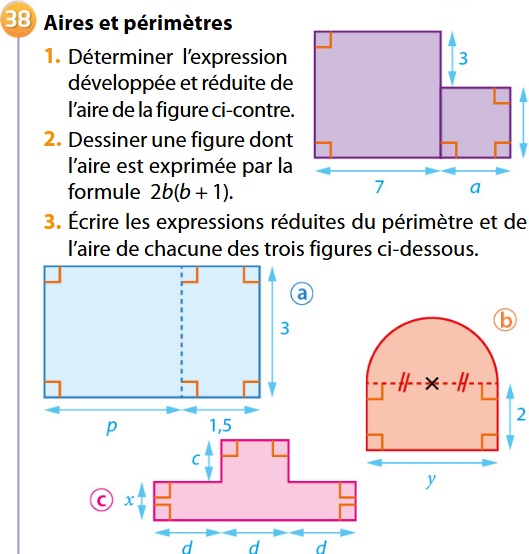 38 Aires et périmètres
1. Déterminer l'expression
développée et réduite de
l'aire de la figure ci-contre.
2. Dessiner une figure dont
l'aire est exprimée par la
formule 2b(b + 1).
3. Écrire les expressions réduites du périmètre et de
l'aire de chacune des trois figures ci-dessous.
3
7
a
a
3
p
1,5
b
2
y
c
c
x
d
d
d